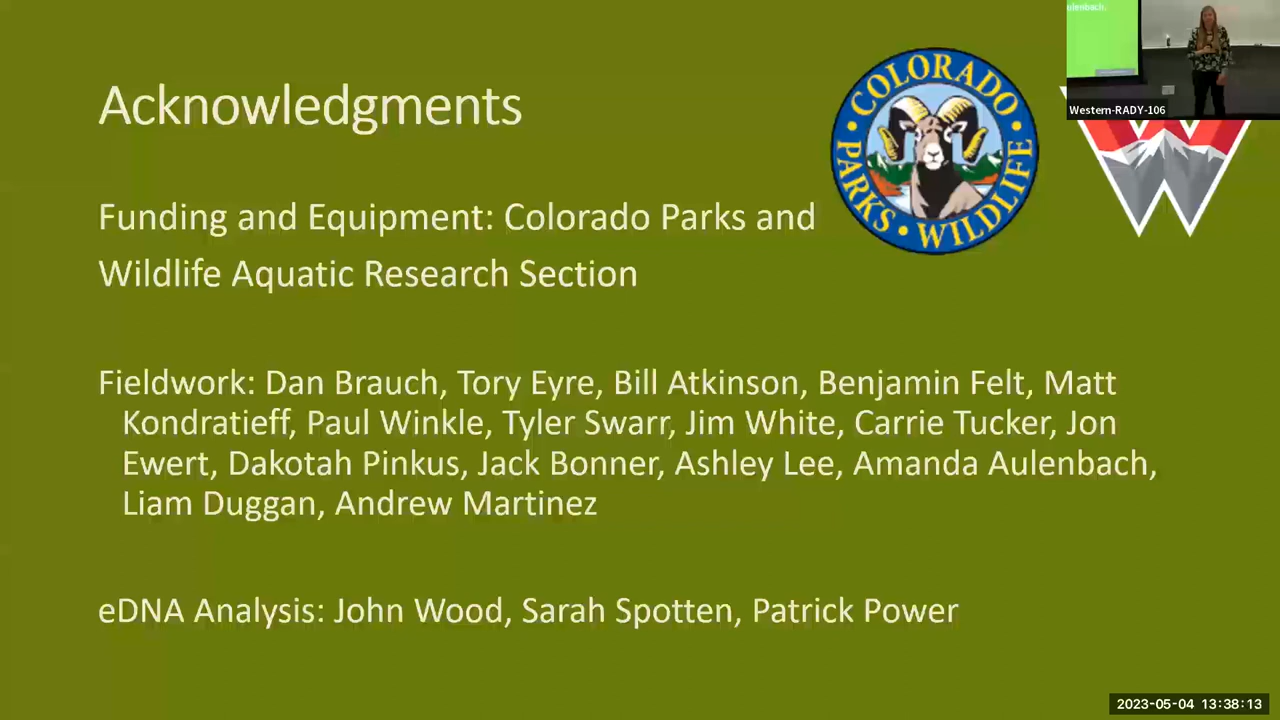 ulenbach,
Western-RADY-106
COLORADO
PARKS • WILDLIFE
W
Acknowledgments
Funding and Equipment: Colorado Parks and
Wildlife Aquatic Research Section
Fieldwork: Dan Brauch, Tory Eyre, Bill Atkinson, Benjamin Felt, Matt
Kondratieff, Paul Winkle, Tyler Swarr, Jim White, Carrie Tucker, Jon
Ewert, Dakotah Pinkus, Jack Bonner, Ashley Lee, Amanda Aulenbach,
Liam Duggan, Andrew Martinez
eDNA Analysis: John Wood, Sarah Spotten, Patrick Power
2023-05-04 13:38:13